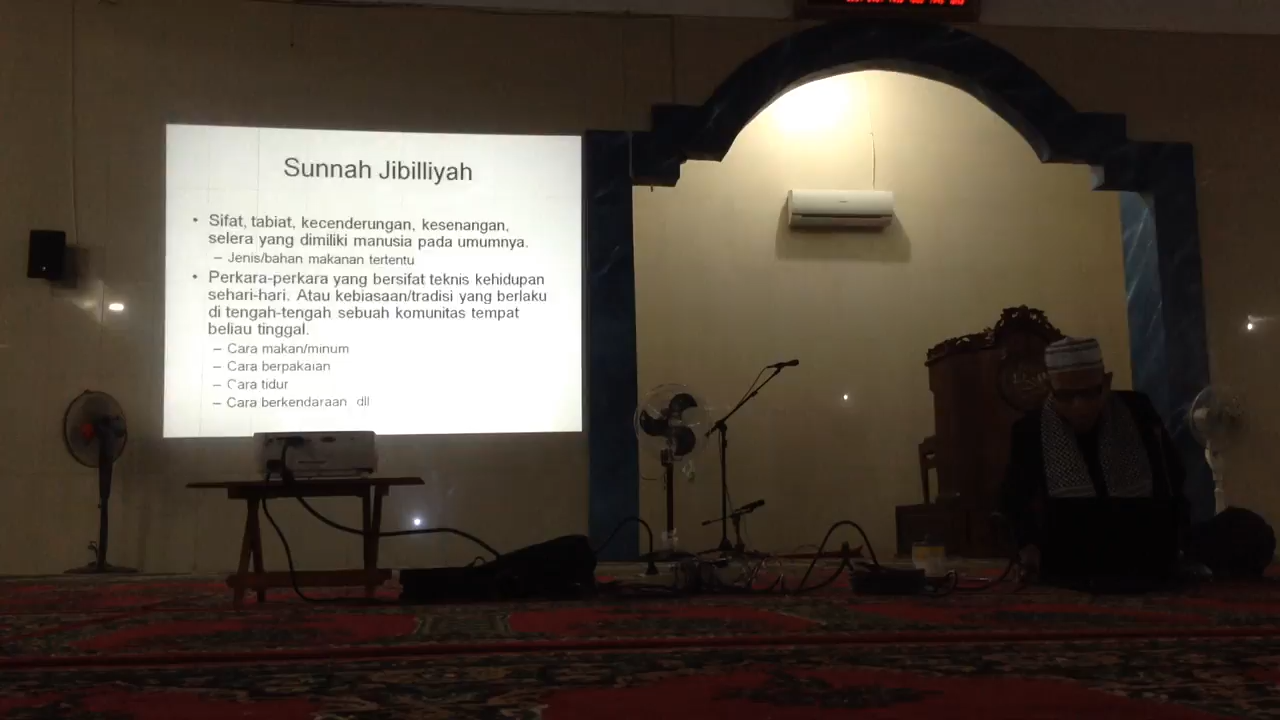 Sunnah Jibilliyah
• Sifat, tabiat, kecenderungan, kesenangan,
selera yang dimiliki manusia pada umumnya.
– Jenis/bahan makanan tertentu
• Perkara-perkara yang bersifat teknis kehidupan
sehari-hari. Atau kebiasaan/tradisi yang berlaku
di tengah-tengah sebuah komunitas tempat
beliau tinggal.
– Cara makan/minum
– Cara berpakaian
– Cara tidur
– Cara berkendaraan dll